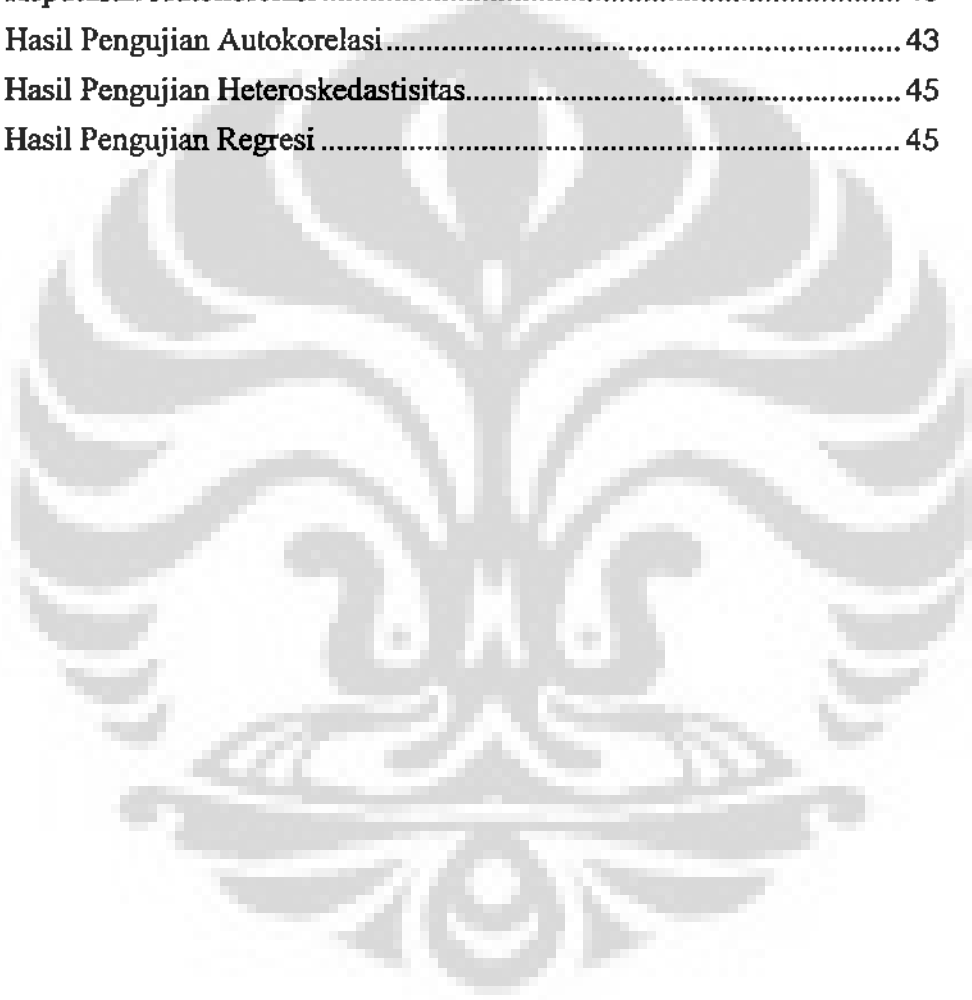 Hasil Pengujian Autokorelasi.................................................................. 43
Hasil Pengujian Heteroskedastisitas....................................................... 45
Hasil Pengujian Regresi .......................................................................... 45